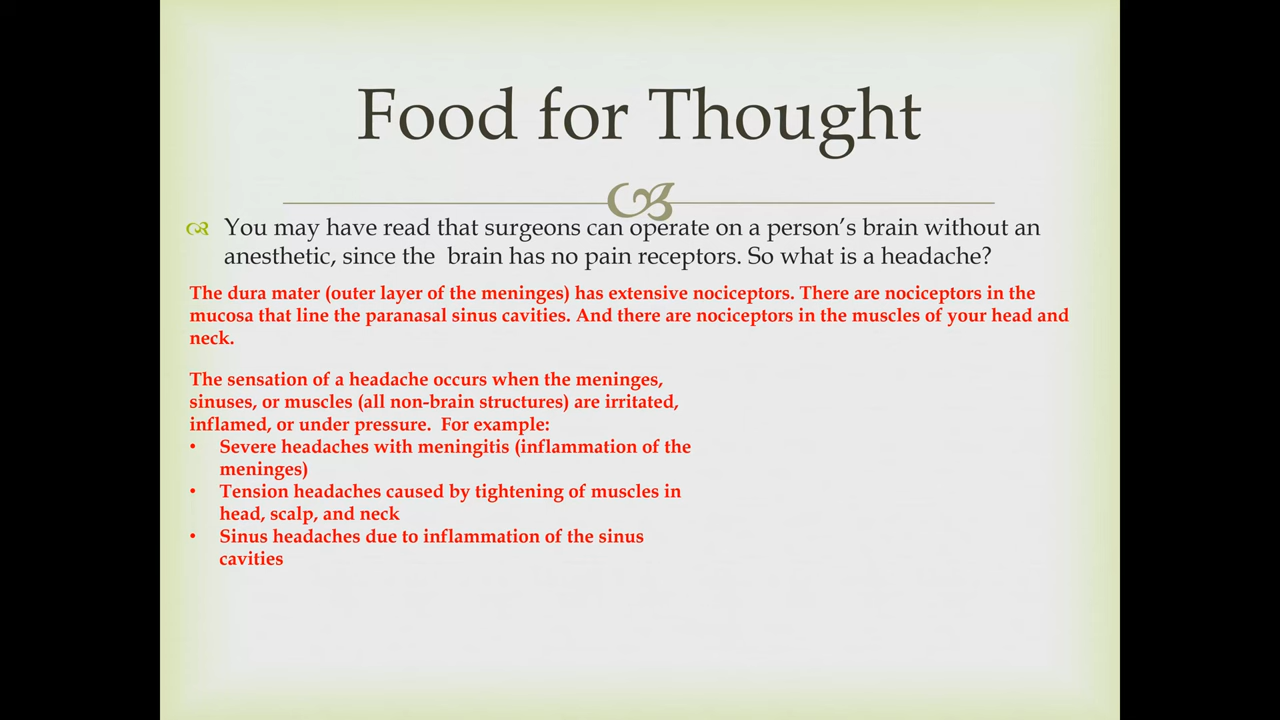 Food for Thought
You may have read that surgeons can operate on a person’s brain without an
anesthetic, since the  brain has no pain receptors. So what is a headache?
The dura mater (outer layer of the meninges) has extensive nociceptors. There are nociceptors in the
mucosa that line the paranasal sinus cavities. And there are nociceptors in the muscles of your head and
neck.
The sensation of a headache occurs when the meninges,
sinuses, or muscles (all non-brain structures) are irritated,
inflamed, or under pressure.  For example:
• Severe headaches with meningitis (inflammation of the
meninges)
• Tension headaches caused by tightening of muscles in
head, scalp, and neck
• Sinus headaches due to inflammation of the sinus
cavities